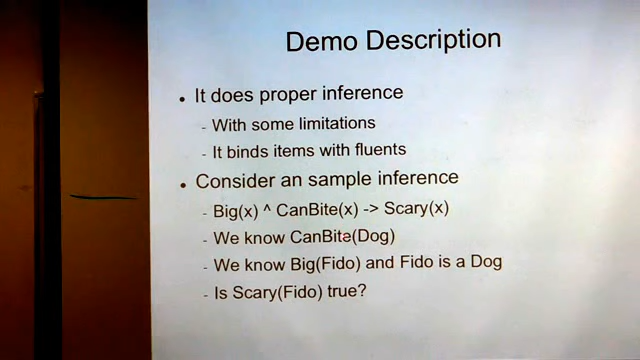 Demo Description
• It does proper inference
- With some limitations
- It binds items with fluents
• Consider an sample inference
- Big(x) ^ CanBite(x) -> Scary(x)
- We know CanBite(Dog)
- We know Big(Fido) and Fido is a Dog
- Is Scary(Fido) true?